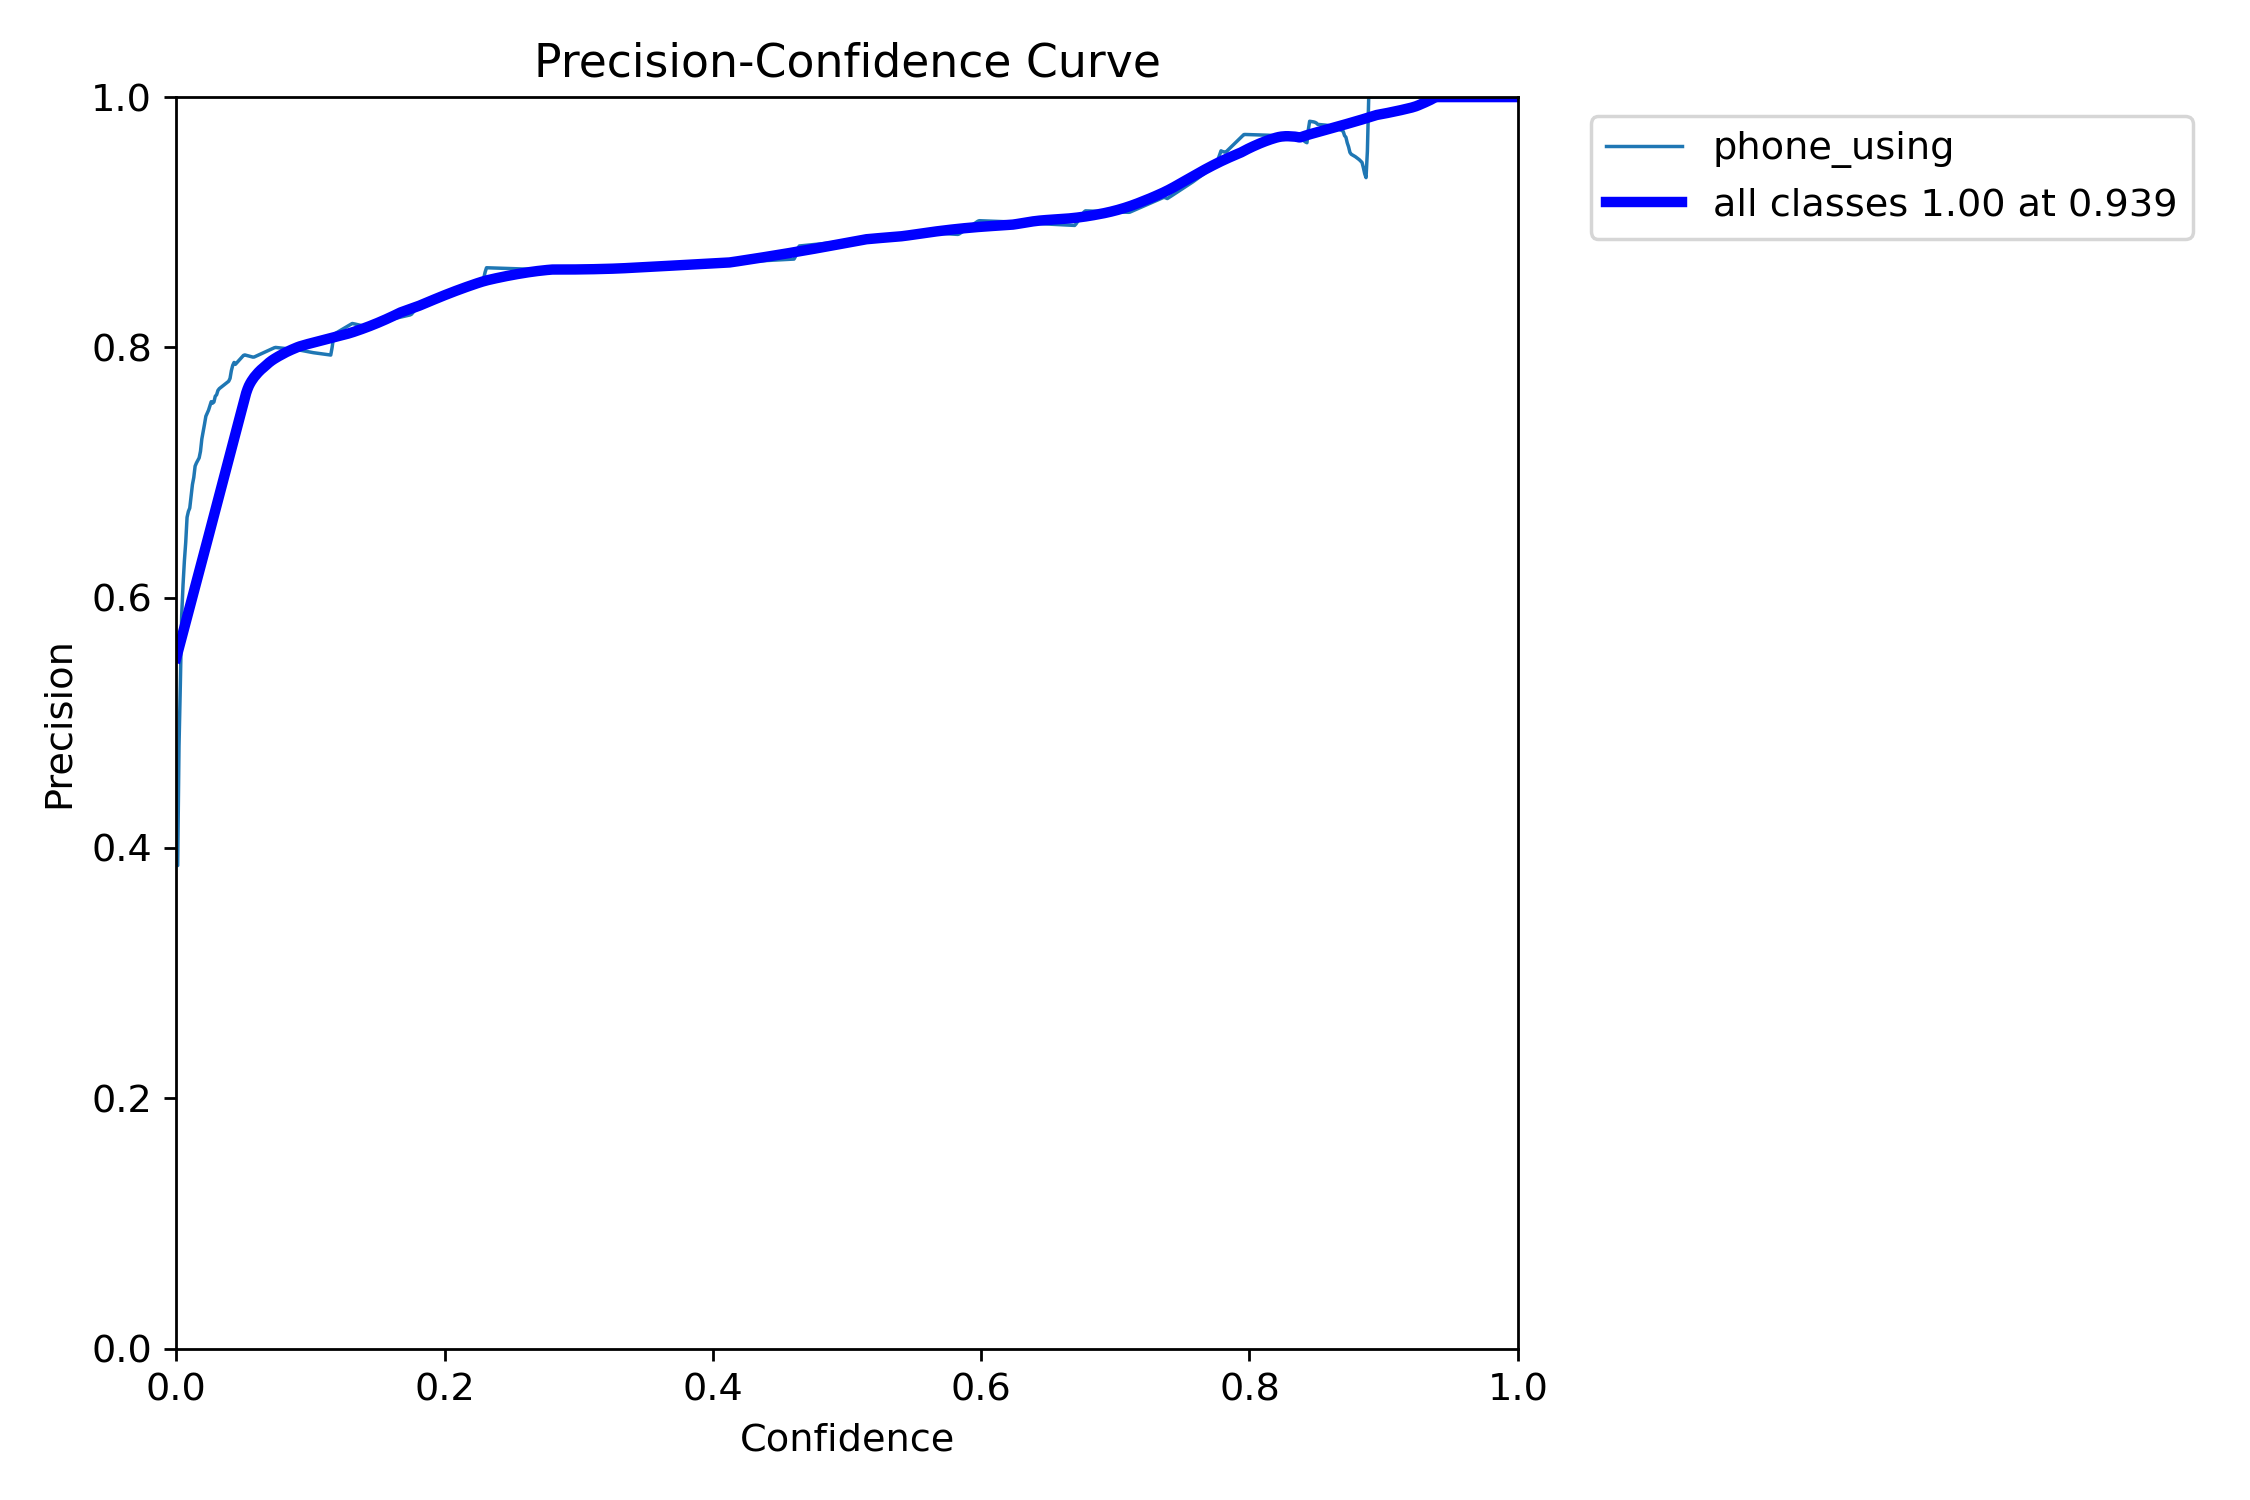 Precision-Confidence Curve
phone_using
all classes 1.00 at 0.939
Precision
1.0
0.8
0.6
0.4
0.2
0.0
0.0 0.2 0.4 0.6 0.8 1.0
Confidence